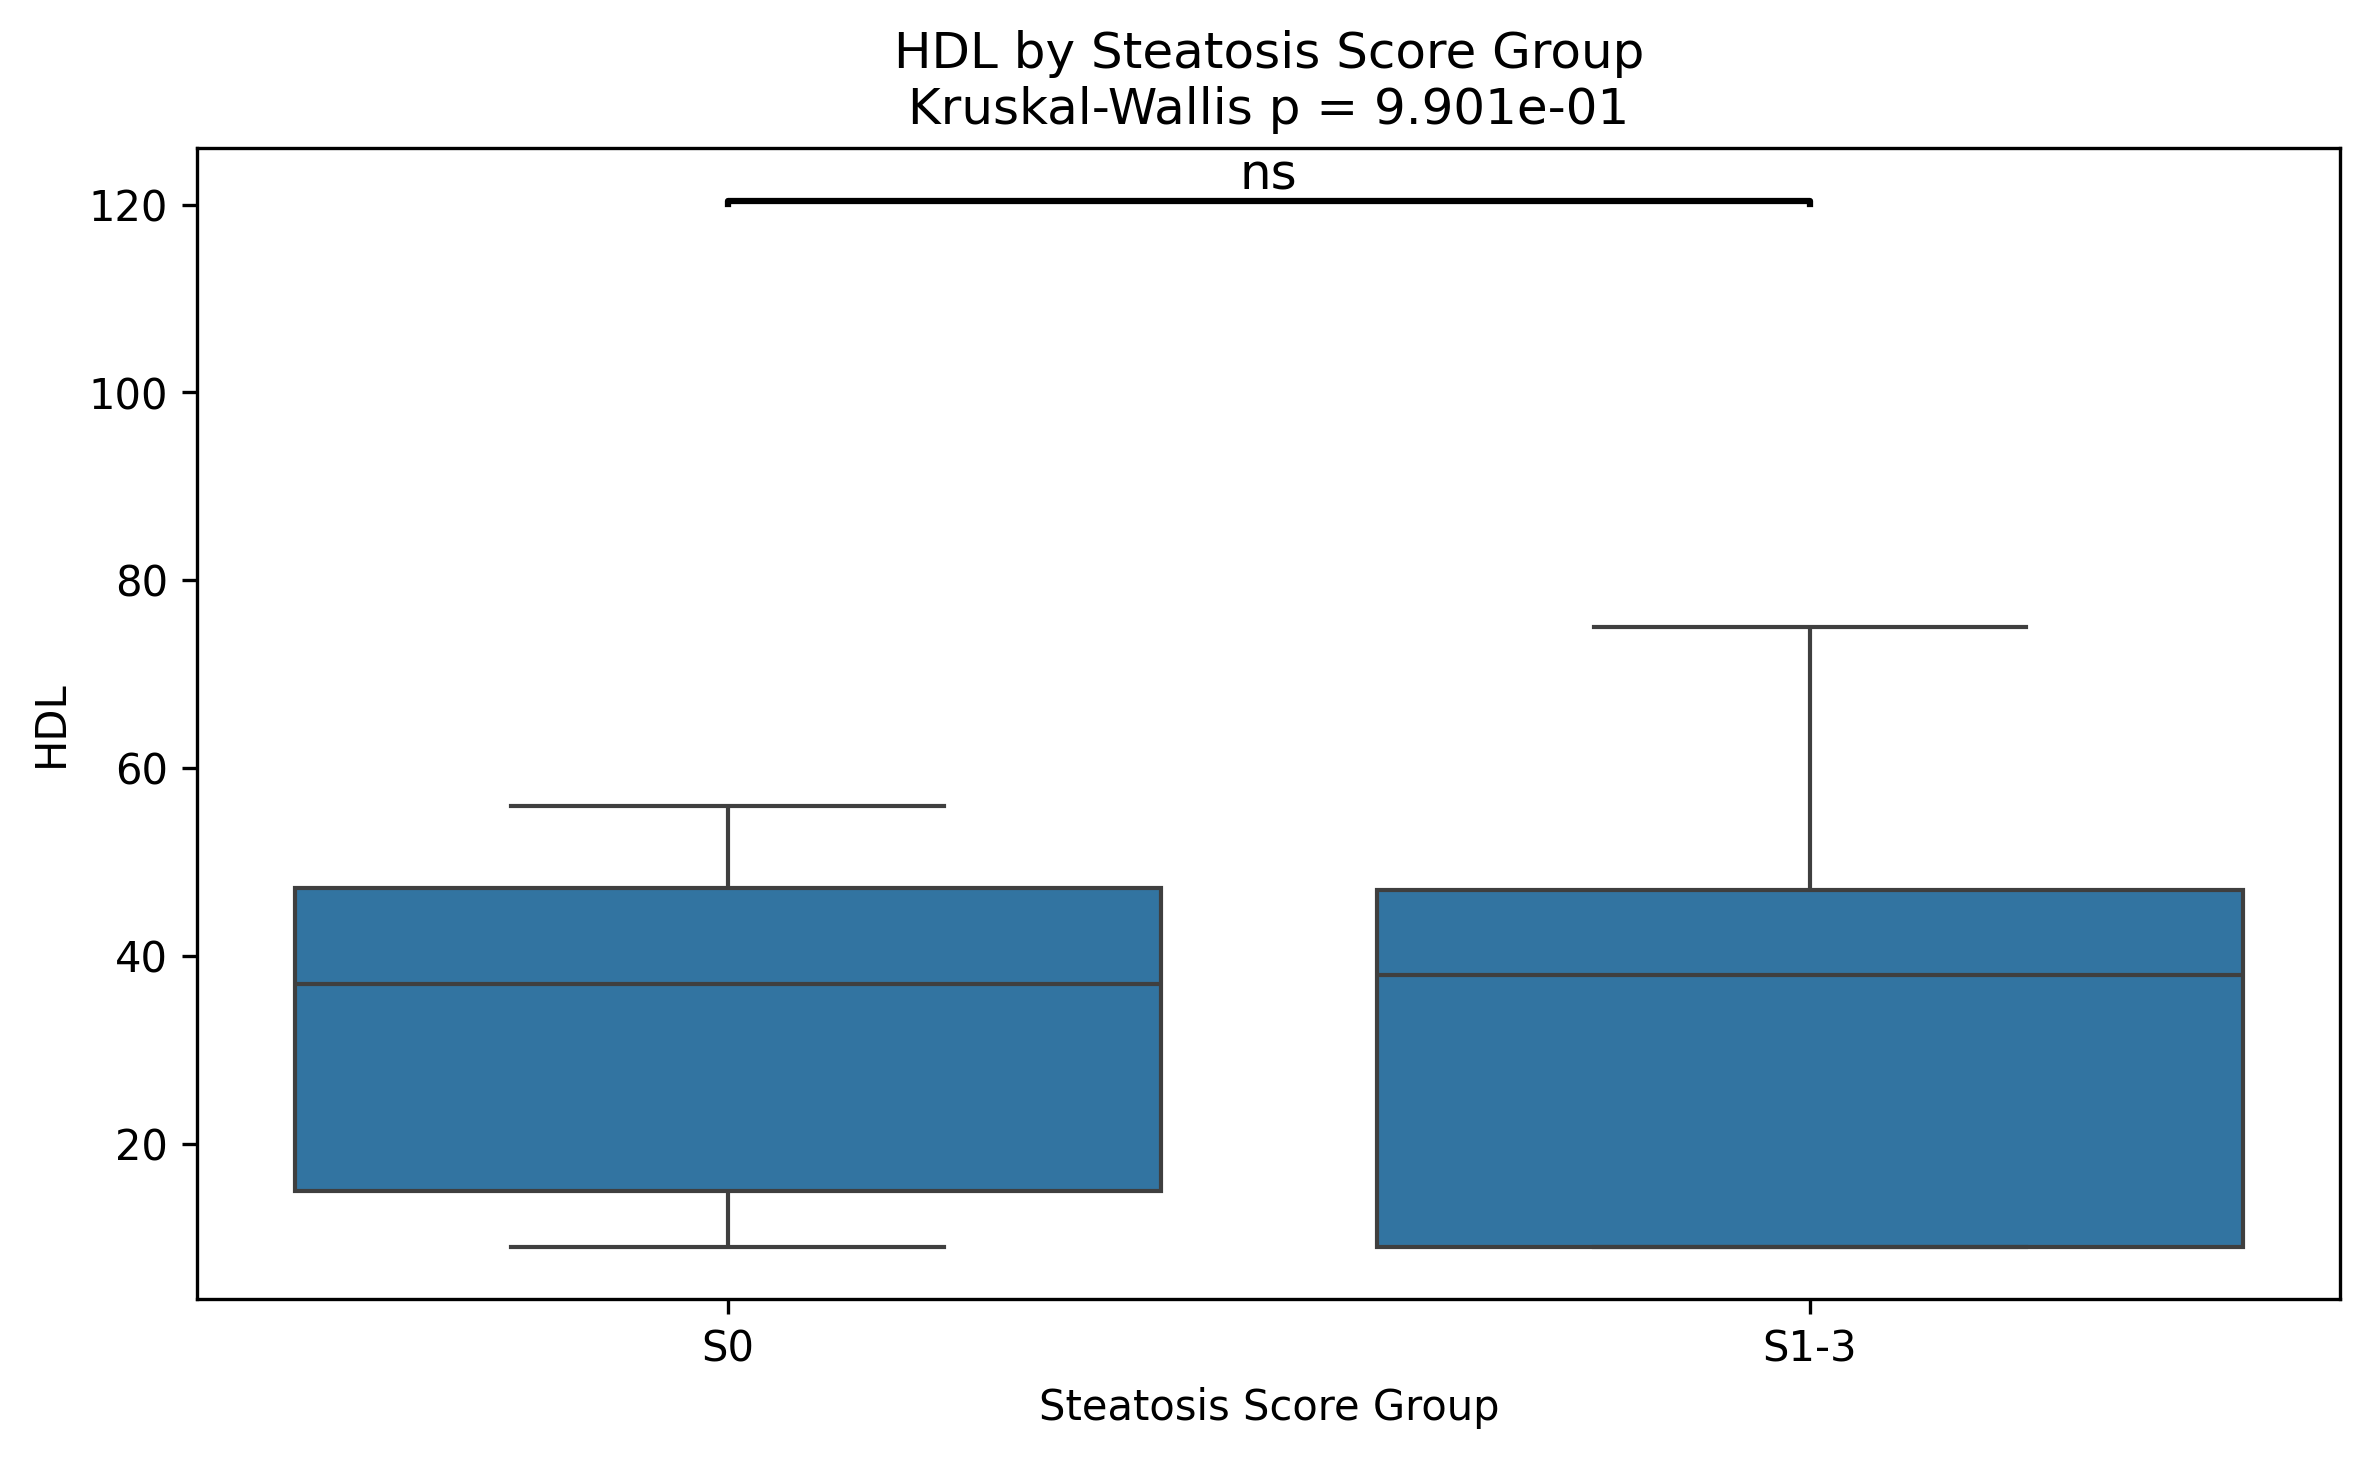 HDL by Steatosis Score Group
Kruskal-Wallis p = 9.901e-01
ns
120
100
80
60
40
20
HDL
S0
S1-3
Steatosis Score Group